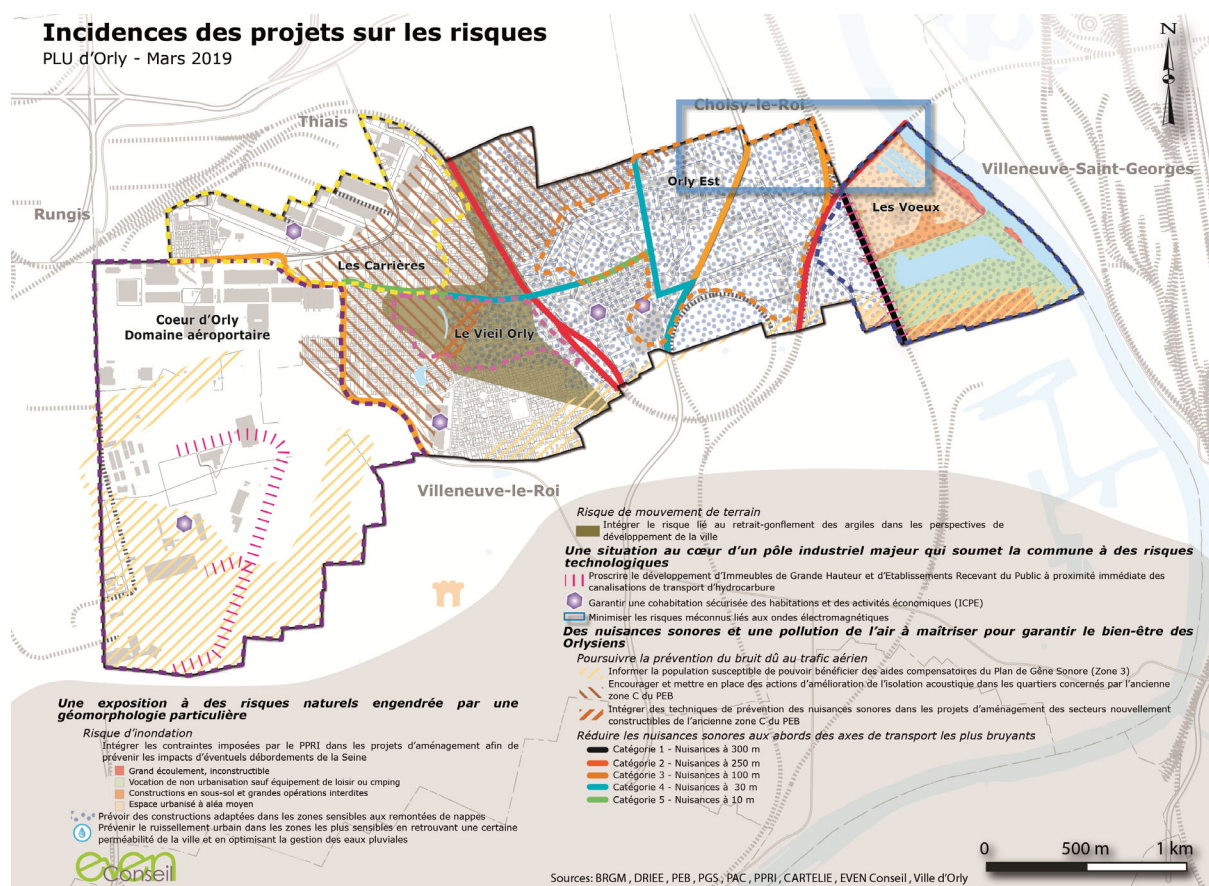 Incidences des projets sur les risques
PLU d'Orly - Mars 2019
N
Choisy-le-Roi
Thiais
Villeneuve-Saint-Georges
Orly Est
Rungis
Les Voeux
Les Carrières
Coeur d'Orly
Domaine aéroportaire
Le Vieil Orly
Villeneuve-le-Roi
Risque de mouvement de terrain
Intégrer le risque lié au retrait-gonflement des argiles dans les perspectives de
développement de la ville
Une situation au cœur d'un pôle industriel majeur qui soumet la commune à des risques
technologiques
Proscrire le développement d'Immeubles de Grande Hauteur et d'Etablissements Recevant du Public à proximité immédiate des
canalisations de transport d'hydrocarbure
Garantir une cohabitation sécurisée des habitations et des activités économiques (ICPE)
Minimiser les risques méconnus liés aux ondes électromagnétiques
Des nuisances sonores et une pollution de l'air à maîtriser pour garantir le bien-être des
Orlysiens
Poursuivre la prévention du bruit dû au trafic aérien
Informer la population susceptible de pouvoir bénéficier des aides compensatoires du Plan de Gêne Sonore (Zone 3)
Encourager et mettre en place des actions d'amélioration de l'isolation acoustique dans les quartiers concernés par l'ancienne
zone C du PEB
Intégrer des techniques de prévention des nuisances sonores dans les projets d'aménagement des secteurs nouvellement
constructibles de l'ancienne zone C du PEB
Réduire les nuisances sonores aux abords des axes de transport les plus bruyants
Catégorie 1 - Nuisances à 300 m
Catégorie 2 - Nuisances à 250 m
Catégorie 3 - Nuisances à 100 m
Catégorie 4 - Nuisances à 30 m
Catégorie 5 - Nuisances à 10 m
Une exposition à des risques naturels engendrée par une
géomorphologie particulière
Risque d'inondation
Intégrer les contraintes imposées par le PPRI dans les projets d'aménagement afin de
prévenir les impacts d'éventuels débordements de la Seine
Grand écoulement, inconstructible
Vocation de non urbanisation sauf équipement de loisir ou cmping
Constructions en sous-sol et grandes opérations interdites
Espace urbanisé à aléa moyen
Prévoir des constructions adaptées dans les zones sensibles aux remontées de nappes
Prévenir le ruissellement urbain dans les zones les plus sensibles en retrouvant une certaine
perméabilité de la ville et en optimisant la gestion des eaux pluviales
even
Conseil
0 500 m 1 km
Sources: BRGM , DRIEE , PEB , PGS , PAC , PPRI , CARTELIE , EVEN Conseil , Ville d'Orly